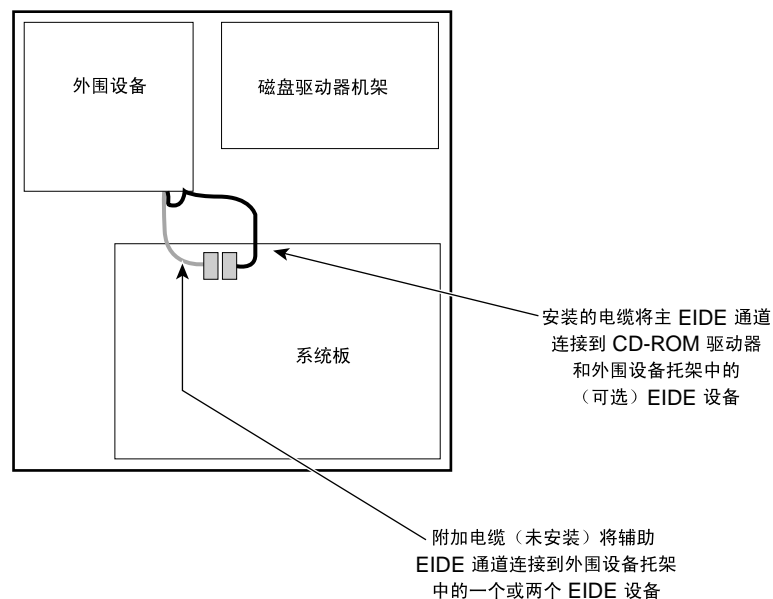 外围设备
磁盘驱动器机架
系统板
安装的电缆将主 EIDE 通道
连接到 CD-ROM 驱动器
和外围设备托架中的
（可选）EIDE 设备
附加电缆（未安装）将辅助
EIDE 通道连接到外围设备托架
中的一个或两个 EIDE 设备